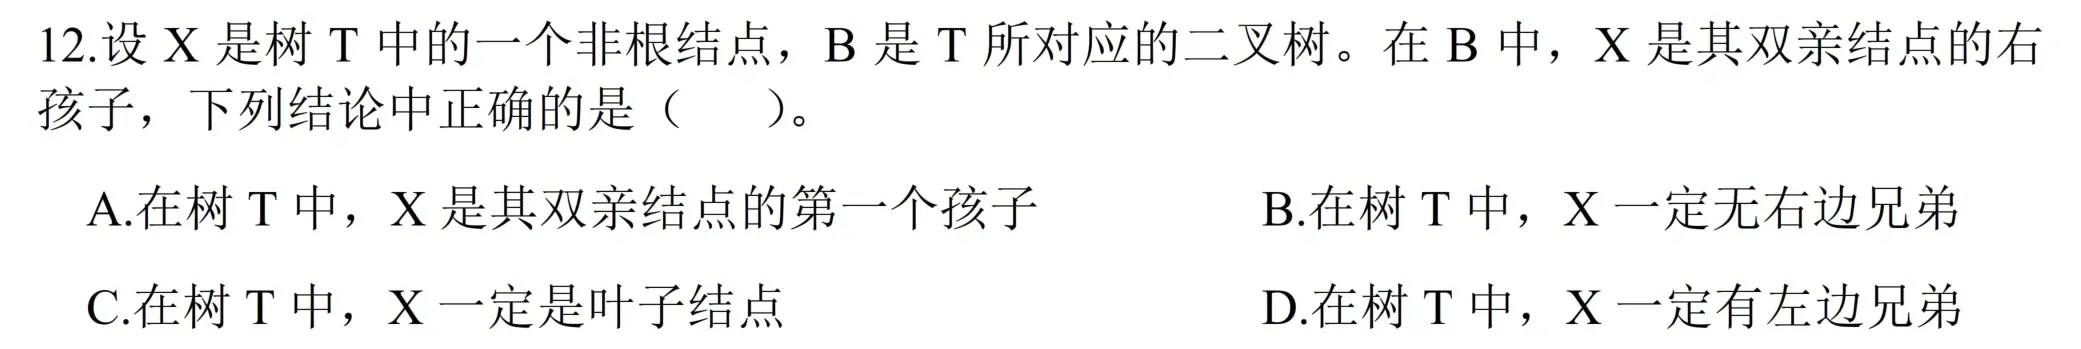 12.设 X 是树 T 中的一个非根结点，B 是 T 所对应的二叉树。在 B 中，X 是其双亲结点的右
孩子，下列结论中正确的是（    ）。
A.在树 T 中，X 是其双亲结点的第一个孩子    B.在树 T 中，X 一定无右边兄弟
C.在树 T 中，X 一定是叶子结点    D.在树 T 中，X 一定有左边兄弟